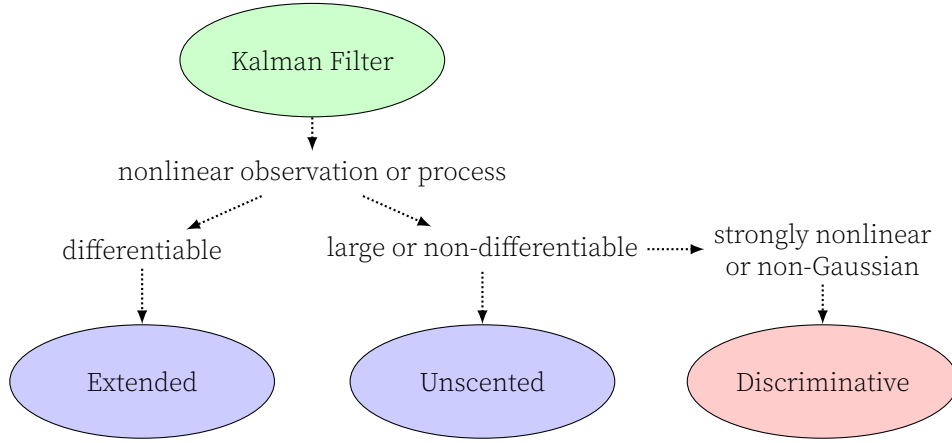 Kalman Filter
nonlinear observation or process
differentiable
large or non-differentiable
strongly nonlinear
or non-Gaussian
Extended
Unscented
Discriminative